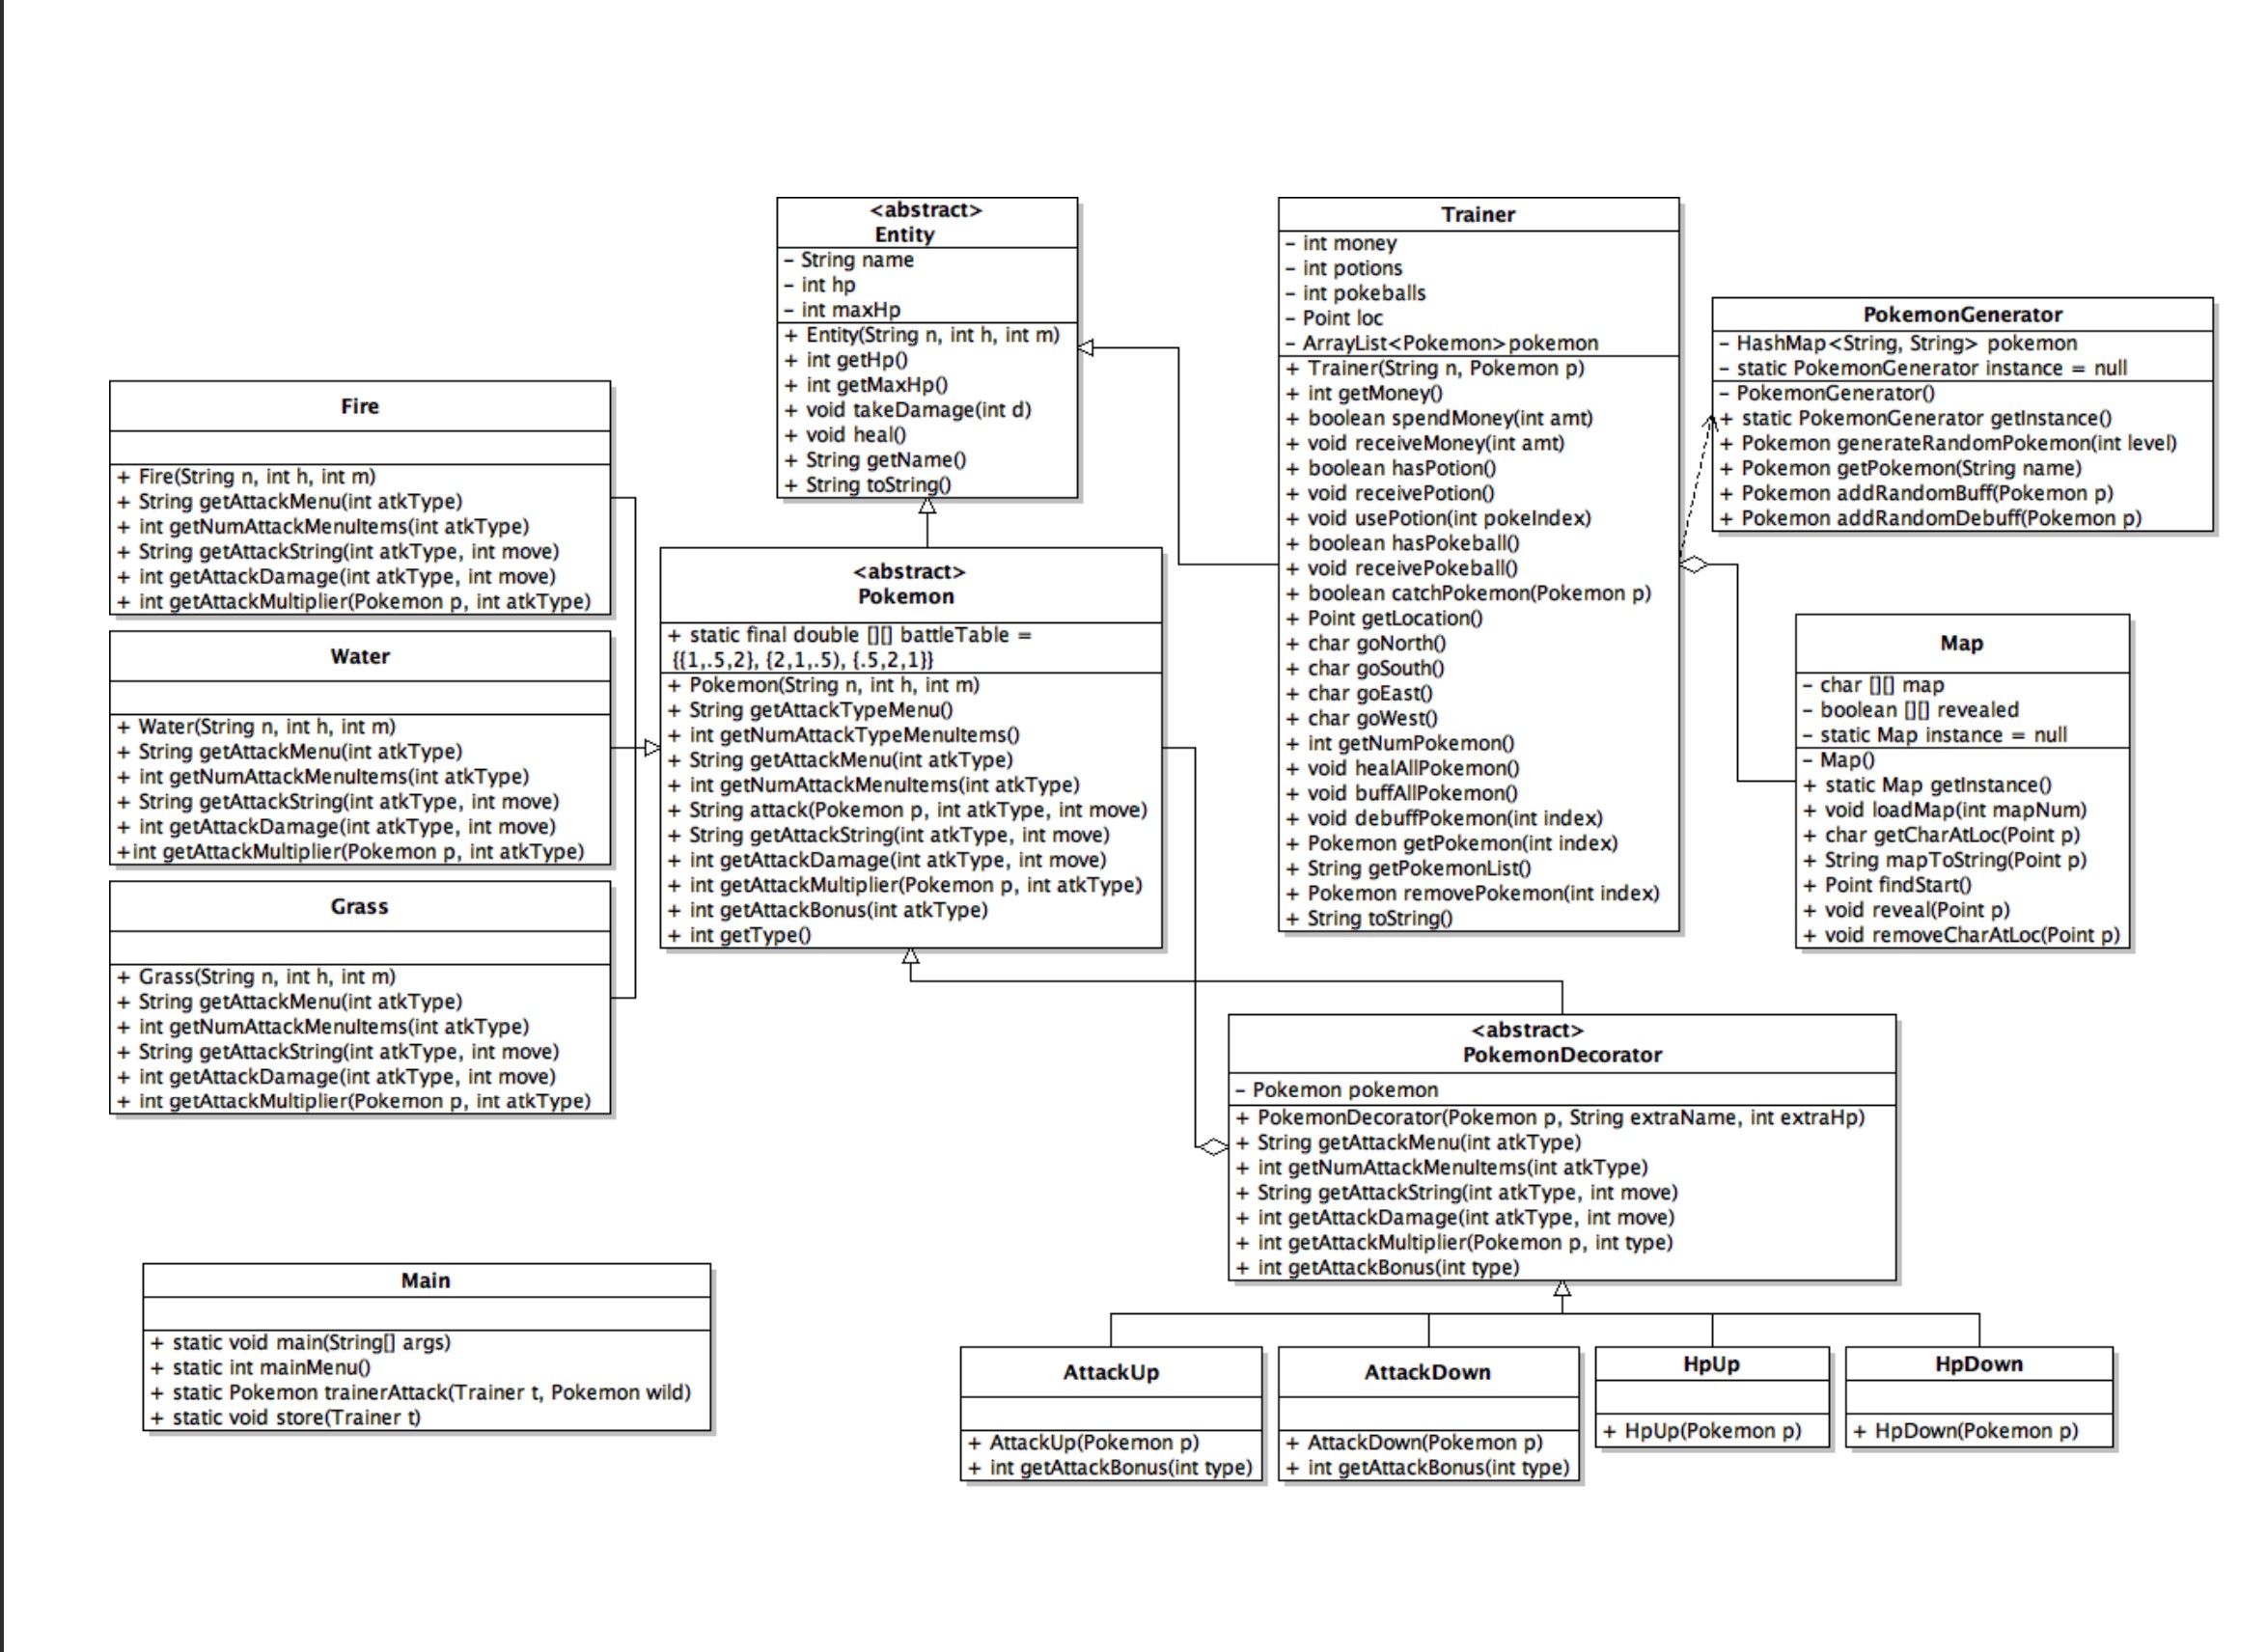 <abstract>
Entity
– String name
– int hp
– int maxHp
+ Entity(String n, int h, int m)
+ int getHp()
+ int getMaxHp()
+ void takeDamage(int d)
+ void heal()
+ String getName()
+ String toString()
Trainer
– int money
– int potions
– int pokeballs
– Point loc
– ArrayList<Pokemon>pokemon
+ Trainer(String n, Pokemon p)
+ int getMoney()
+ boolean spendMoney(int amt)
+ void receiveMoney(int amt)
+ boolean hasPotion()
+ void receivePotion()
+ void usePotion(int pokeIndex)
+ boolean hasPokeball()
+ void receivePokeball()
+ boolean catchPokemon(Pokemon p)
+ Point getLocation()
+ char goNorth()
+ char goSouth()
+ char goEast()
+ char goWest()
+ int getNumPokemon()
+ void healAllPokemon()
+ void buffAllPokemon()
+ void debuffPokemon(int index)
+ Pokemon getPokemon(int index)
+ String getPokemonList()
+ Pokemon removePokemon(int index)
+ String toString()
PokemonGenerator
– HashMap<String, String> pokemon
– static PokemonGenerator instance = null
– PokemonGenerator()
+ static PokemonGenerator getInstance()
+ Pokemon generateRandomPokemon(int level)
+ Pokemon getPokemon(String name)
+ Pokemon addRandomBuff(Pokemon p)
+ Pokemon addRandomDebuff(Pokemon p)
Fire
+ Fire(String n, int h, int m)
+ String getAttackMenu(int atkType)
+ int getNumAttackMenuItems(int atkType)
+ String getAttackString(int atkType, int move)
+ int getAttackDamage(int atkType, int move)
+ int getAttackMultiplier(Pokemon p, int atkType)
Water
+ Water(String n, int h, int m)
+ String getAttackMenu(int atkType)
+ int getNumAttackMenuItems(int atkType)
+ String getAttackString(int atkType, int move)
+ int getAttackDamage(int atkType, int move)
+int getAttackMultiplier(Pokemon p, int atkType)
Grass
+ Grass(String n, int h, int m)
+ String getAttackMenu(int atkType)
+ int getNumAttackMenuItems(int atkType)
+ String getAttackString(int atkType, int move)
+ int getAttackDamage(int atkType, int move)
+ int getAttackMultiplier(Pokemon p, int atkType)
<abstract>
Pokemon
+ static final double [][] battleTable =
{{1,.5,2}, {2,1,.5), {.5,2,1}}
+ Pokemon(String n, int h, int m)
+ String getAttackTypeMenu()
+ int getNumAttackTypeMenuItems()
+ String getAttackMenu(int atkType)
+ int getNumAttackMenuItems(int atkType)
+ String attack(Pokemon p, int atkType, int move)
+ String getAttackString(int atkType, int move)
+ int getAttackDamage(int atkType, int move)
+ int getAttackMultiplier(Pokemon p, int atkType)
+ int getAttackBonus(int atkType)
+ int getType()
Map
– char [][] map
– boolean [][] revealed
– static Map instance = null
– Map()
+ static Map getInstance()
+ void loadMap(int mapNum)
+ char getCharAtLoc(Point p)
+ String mapToString(Point p)
+ Point findStart()
+ void reveal(Point p)
+ void removeCharAtLoc(Point p)
<abstract>
PokemonDecorator
– Pokemon pokemon
+ PokemonDecorator(Pokemon p, String extraName, int extraHp)
+ String getAttackMenu(int atkType)
+ int getNumAttackMenuItems(int atkType)
+ String getAttackString(int atkType, int move)
+ int getAttackDamage(int atkType, int move)
+ int getAttackMultiplier(Pokemon p, int type)
+ int getAttackBonus(int type)
Main
+ static void main(String[] args)
+ static int mainMenu()
+ static Pokemon trainerAttack(Trainer t, Pokemon wild)
+ static void store(Trainer t)
AttackUp
+ AttackUp(Pokemon p)
+ int getAttackBonus(int type)
AttackDown
+ AttackDown(Pokemon p)
+ int getAttackBonus(int type)
HpUp
+ HpUp(Pokemon p)
HpDown
+ HpDown(Pokemon p)